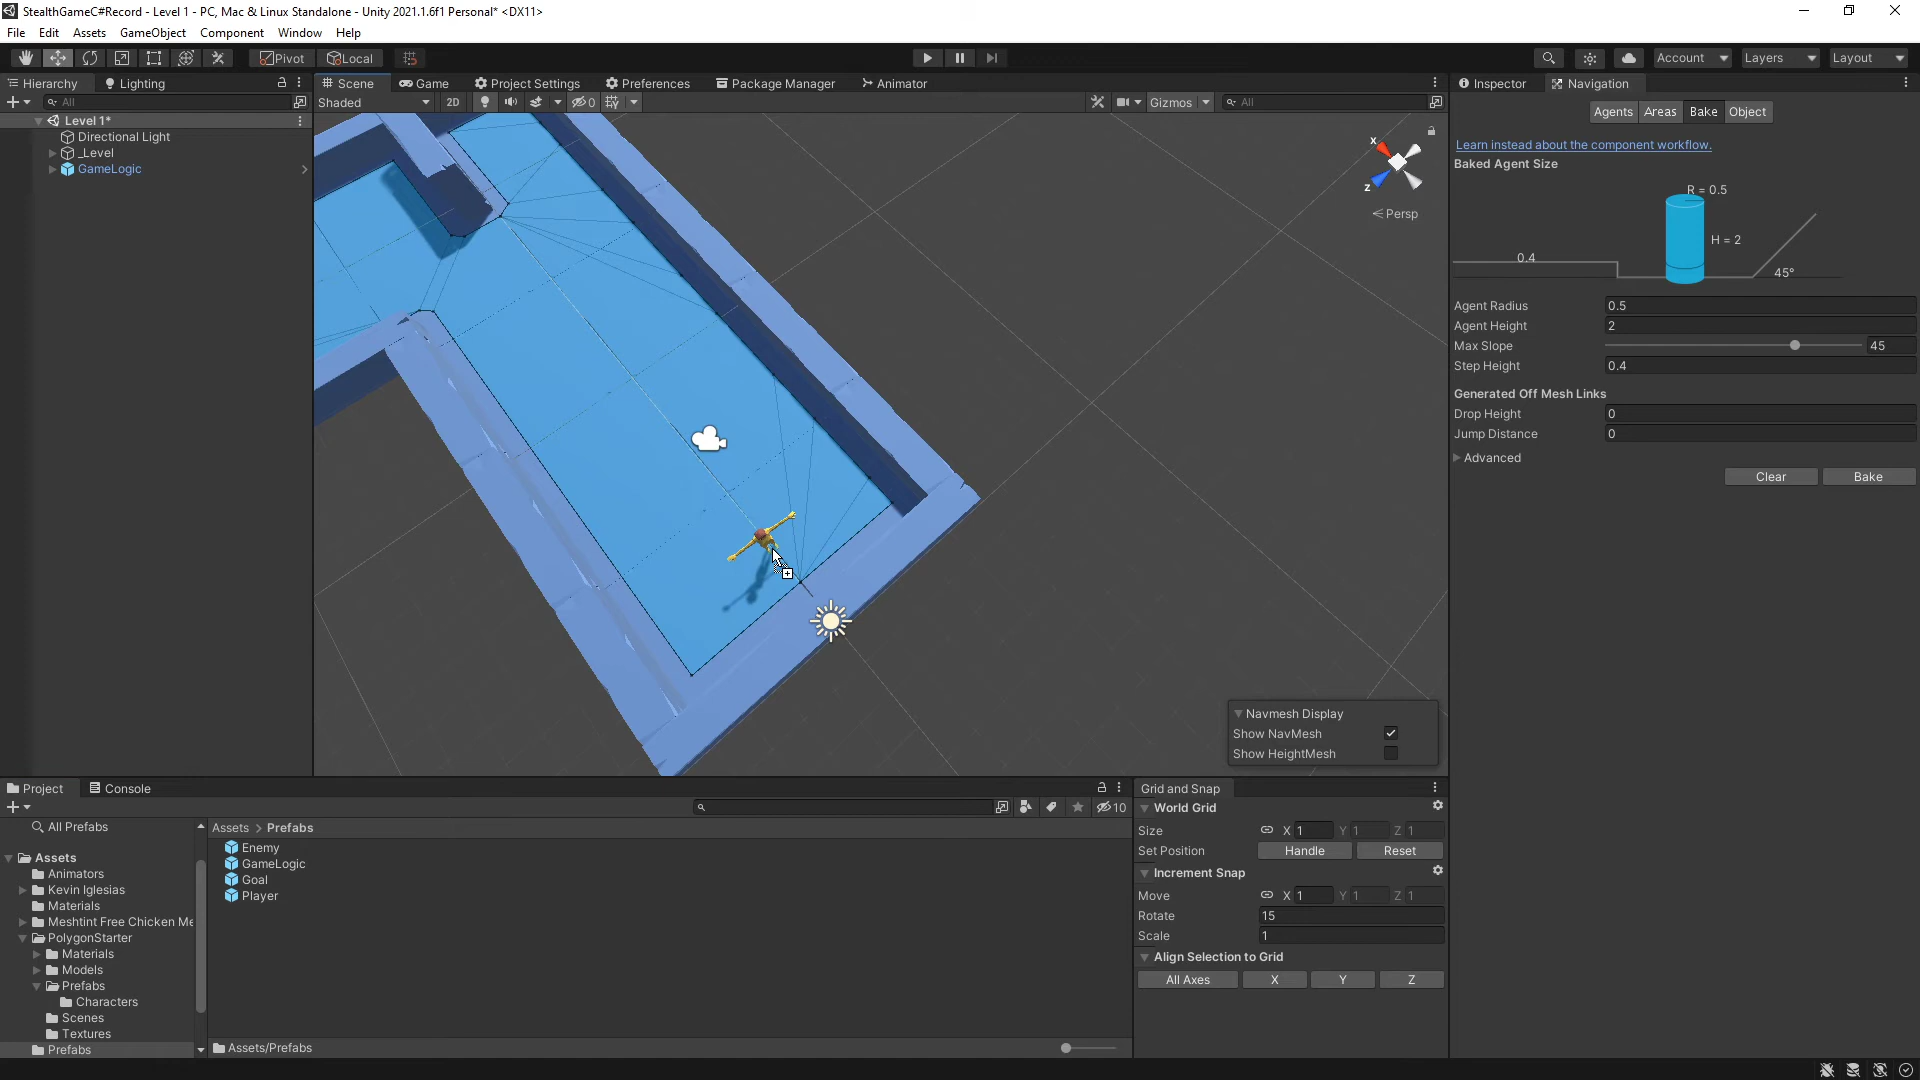 StealthGameC#Record - Level 1 - PC, Mac & Linux Standalone - Unity 2021.1.6f1 Personal* <DX11>
File Edit Assets GameObject Component Window Help
Pivot Local Account Layers Layout
Hierarchy Lighting Scene Game Project Settings Preferences Package Manager Animator Inspector Navigation
All Shaded 2D 0 Gizmos All
Agents Areas Bake Object
Level 1*
Directional Light
_Level
GameLogic
x
z
Persp
Learn instead about the component workflow.
Baked Agent Size
R = 0.5
H = 2
0.4
45°
Agent Radius 0.5
Agent Height 2
Max Slope 45
Step Height 0.4
Generated Off Mesh Links
Drop Height 0
Jump Distance 0
Advanced
Clear Bake
Navmesh Display
Show NavMesh
Show HeightMesh
Project Console
10
All Prefabs
Assets
Animators
Kevin Iglesias
Materials
Meshtint Free Chicken Me
PolygonStarter
Materials
Models
Prefabs
Characters
Scenes
Textures
Prefabs
Assets > Prefabs
Enemy
GameLogic
Goal
Player
Assets/Prefabs
Grid and Snap
World Grid
Size X 1 Y 1 Z 1
Set Position Handle Reset
Increment Snap
Move X 1 Y 1 Z 1
Rotate 15
Scale 1
Align Selection to Grid
All Axes X Y Z